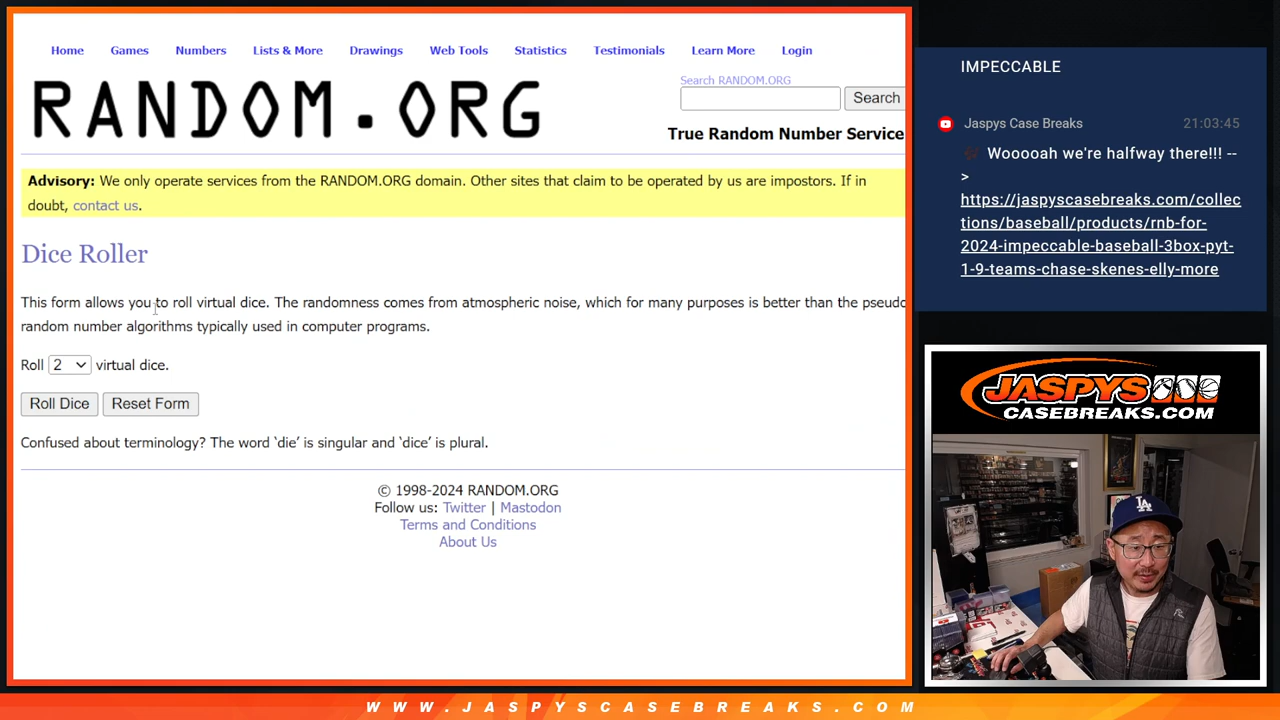 Home Games Numbers Lists & More Drawings Web Tools Statistics Testimonials Learn More Login
RANDOM.ORG
Search RANDOM.ORG
Search
True Random Number Service
Advisory: We only operate services from the RANDOM.ORG domain. Other sites that claim to be operated by us are impostors. If in
doubt, contact us.
Dice Roller
This form allows you to roll virtual dice. The randomness comes from atmospheric noise, which for many purposes is better than the pseudo
random number algorithms typically used in computer programs.
Roll 2 virtual dice.
Roll Dice Reset Form
Confused about terminology? The word ‘die’ is singular and ‘dice’ is plural.
© 1998-2024 RANDOM.ORG
Follow us: Twitter | Mastodon
Terms and Conditions
About Us
IMPECCABLE
Jaspys Case Breaks 21:03:45
Wooooah we're halfway there!!! --
>
https://jaspyscasebreaks.com/collec
tions/baseball/products/rnb-for-
2024-impeccable-baseball-3box-pyt-
1-9-teams-chase-skenes-elly-more
JASPYS
CASEBREAKS.COM
LA
WWW.JASPYSCASEBREAKS.COM